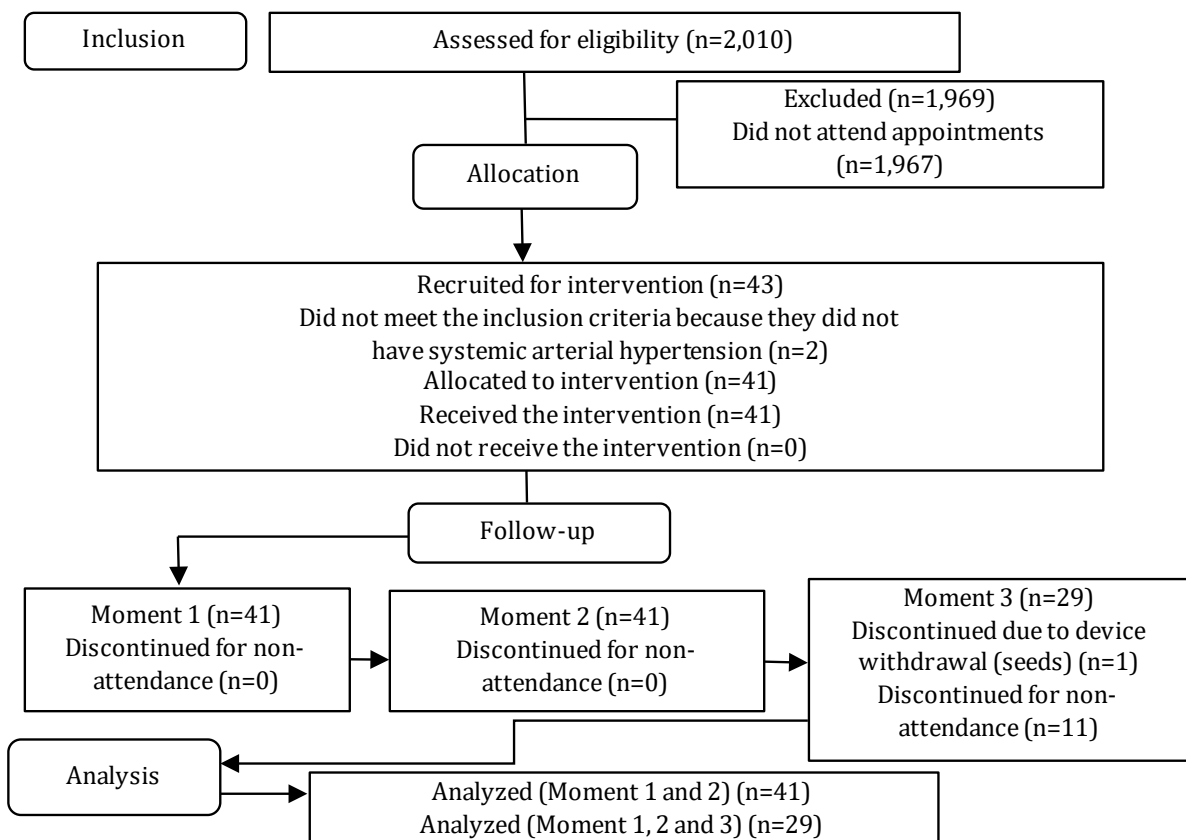 Inclusion
Assessed for eligibility (n=2,010)
Excluded (n=1,969)
Did not attend appointments
(n=1,967)
Allocation
Recruited for intervention (n=43)
Did not meet the inclusion criteria because they did not
have systemic arterial hypertension (n=2)
Allocated to intervention (n=41)
Received the intervention (n=41)
Did not receive the intervention (n=0)
Follow-up
Moment 1 (n=41)
Discontinued for non-
attendance (n=0)
Moment 2 (n=41)
Discontinued for non-
attendance (n=0)
Moment 3 (n=29)
Discontinued due to device
withdrawal (seeds) (n=1)
Discontinued for non-
attendance (n=11)
Analysis
Analyzed (Moment 1 and 2) (n=41)
Analyzed (Moment 1, 2 and 3) (n=29)